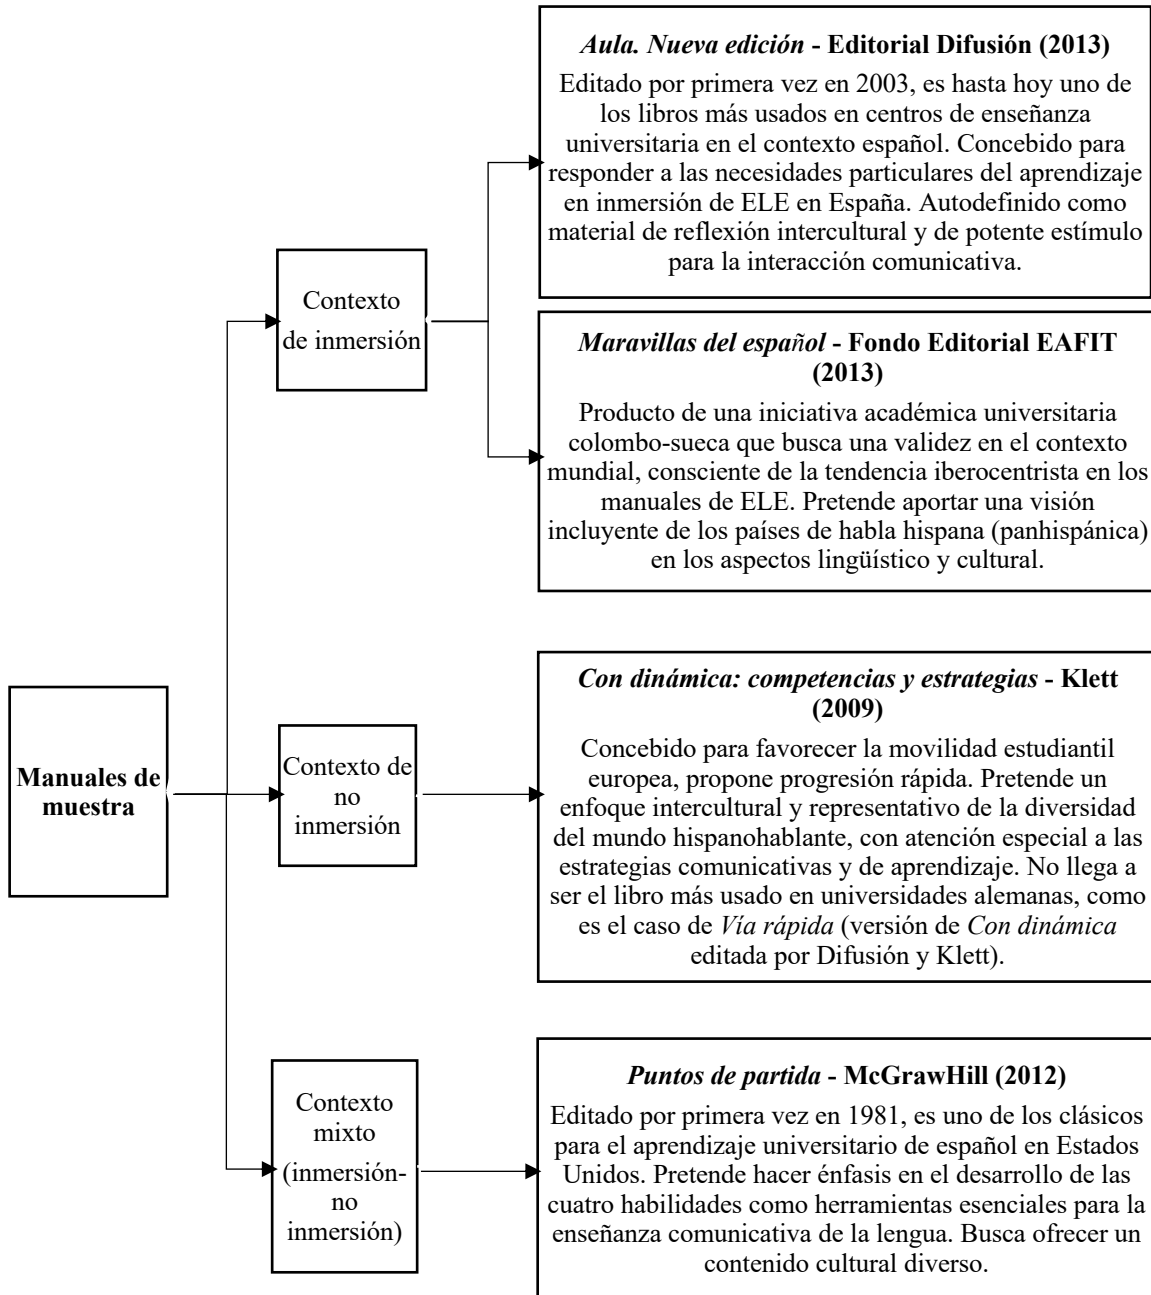 Aula. Nueva edición - Editorial Difusión (2013)
Editado por primera vez en 2003, es hasta hoy uno de
los libros más usados en centros de enseñanza
universitaria en el contexto español. Concebido para
responder a las necesidades particulares del aprendizaje
en inmersión de ELE en España. Autodefinido como
material de reflexión intercultural y de potente estímulo
para la interacción comunicativa.
Contexto
de inmersión
Maravillas del español - Fondo Editorial EAFIT
(2013)
Producto de una iniciativa académica universitaria
colombo-sueca que busca una validez en el contexto
mundial, consciente de la tendencia iberocentrista en los
manuales de ELE. Pretende aportar una visión
incluyente de los países de habla hispana (panhispánica)
en los aspectos lingüístico y cultural.
Manuales de
muestra
Contexto de
no
inmersión
Con dinámica: competencias y estrategias - Klett
(2009)
Concebido para favorecer la movilidad estudiantil
europea, propone progresión rápida. Pretende un
enfoque intercultural y representativo de la diversidad
del mundo hispanohablante, con atención especial a las
estrategias comunicativas y de aprendizaje. No llega a
ser el libro más usado en universidades alemanas, como
es el caso de Vía rápida (versión de Con dinámica
editada por Difusión y Klett).
Contexto
mixto
(inmersión-
no
inmersión)
Puntos de partida - McGrawHill (2012)
Editado por primera vez en 1981, es uno de los clásicos
para el aprendizaje universitario de español en Estados
Unidos. Pretende hacer énfasis en el desarrollo de las
cuatro habilidades como herramientas esenciales para la
enseñanza comunicativa de la lengua. Busca ofrecer un
contenido cultural diverso.